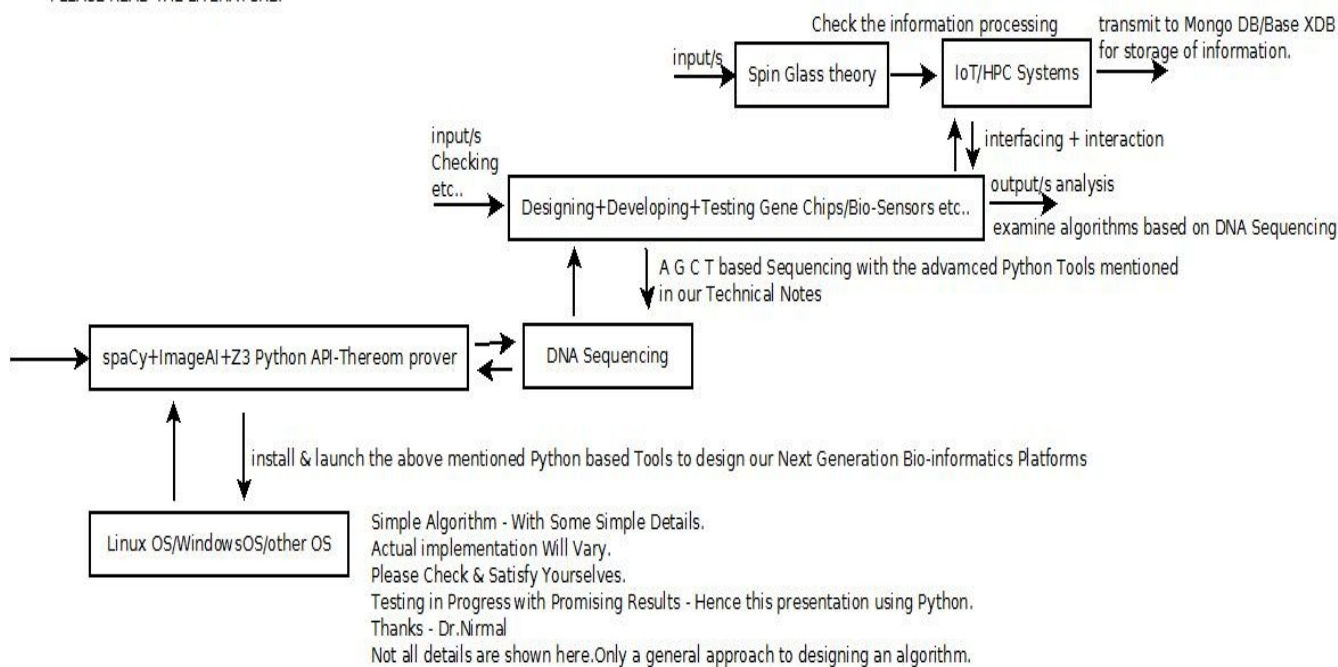 PLEASE READ THE LITERATURE.
Check the information processing
transmit to Mongo DB/Base XDB
for storage of information.
input/s
Spin Glass theory
IoT/HPC Systems
interfacing + interaction
input/s
Checking
etc..
Designing+Developing+Testing Gene Chips/Bio-Sensors etc..
output/s analysis
examine algorithms based on DNA Sequencing
A G C T based Sequencing with the advamced Python Tools mentioned
in our Technical Notes
spaCy+ImageAI+Z3 Python API-Thereom prover
DNA Sequencing
install & launch the above mentioned Python based Tools to design our Next Generation Bio-informatics Platforms
Linux OS/WindowsOS/other OS
Simple Algorithm - With Some Simple Details.
Actual implementation Will Vary.
Please Check & Satisfy Yourselves.
Testing in Progress with Promising Results - Hence this presentation using Python.
Thanks - Dr.Nirmal
Not all details are shown here.Only a general approach to designing an algorithm.